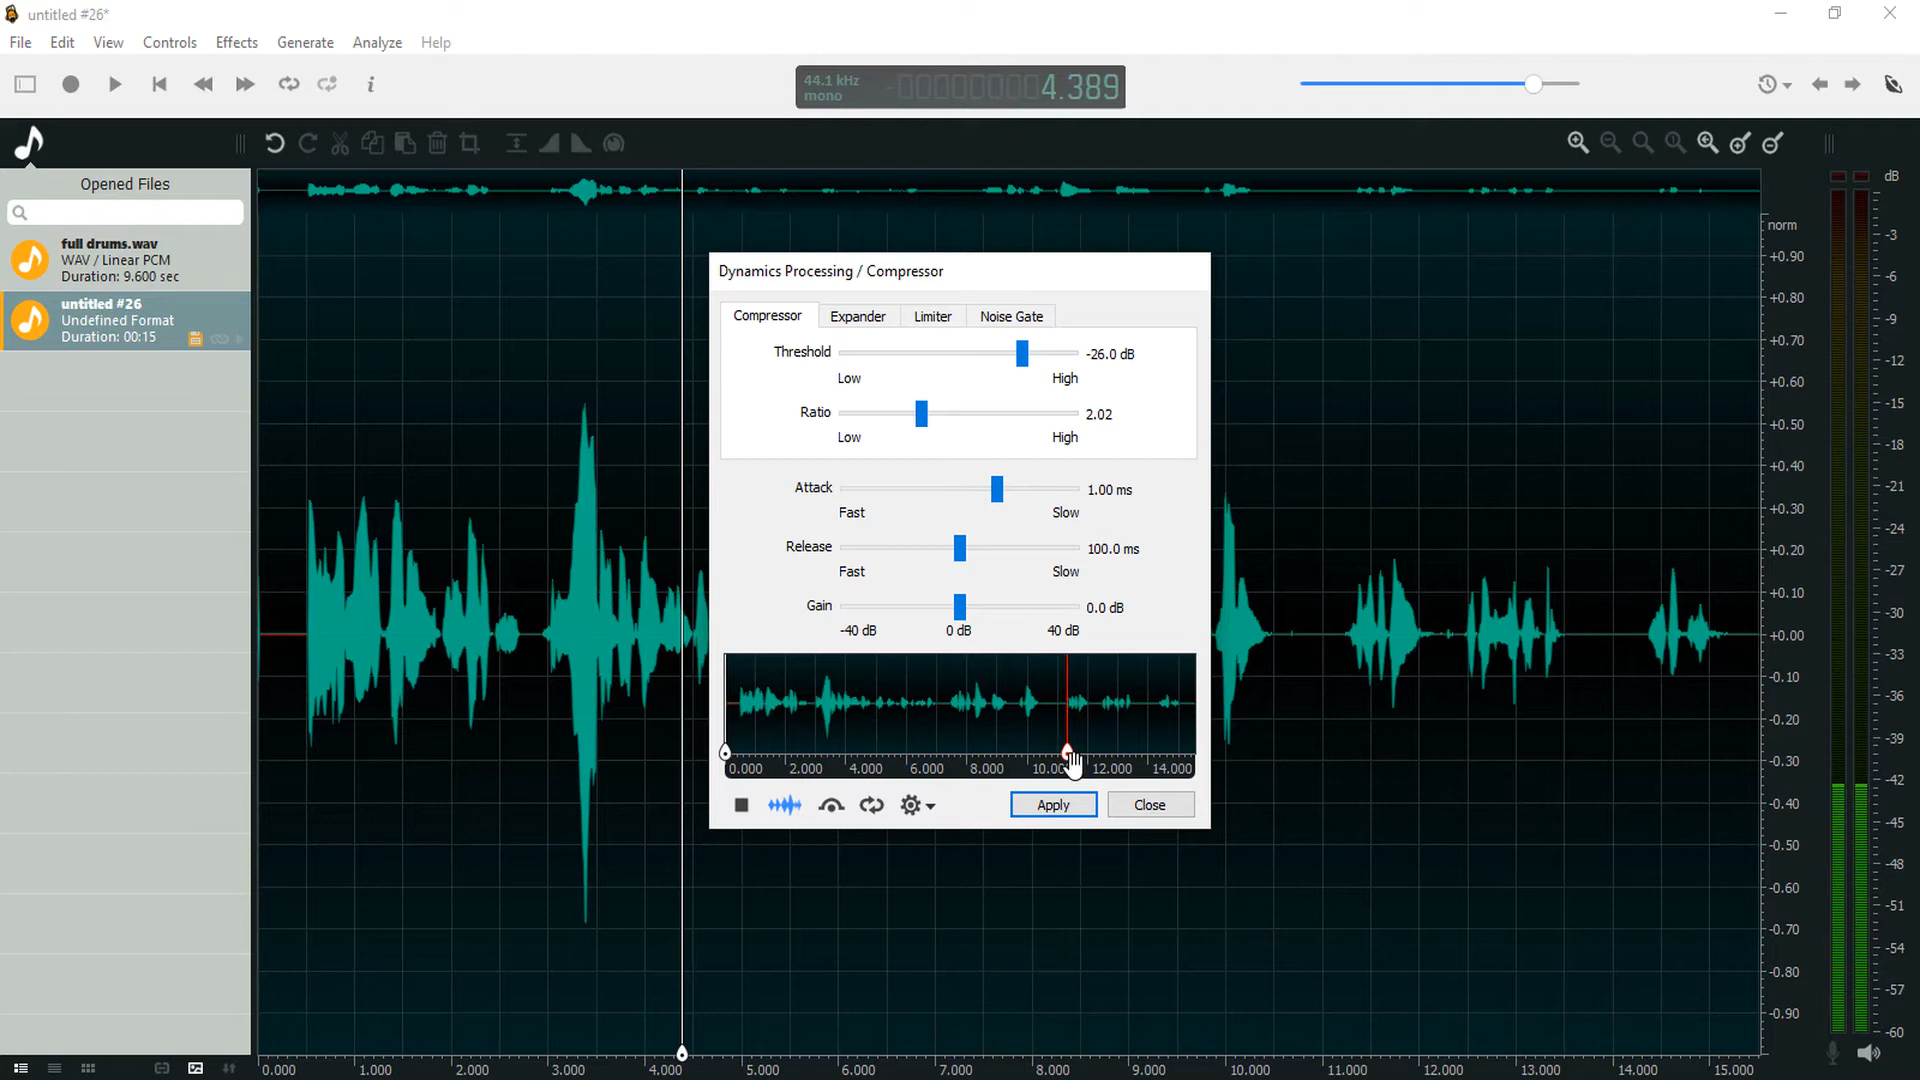 untitled #26*
File Edit View Controls Effects Generate Analyze Help
44.1 kHz
mono
4.389
Opened Files
full drums.wav
WAV / Linear PCM
Duration: 9.600 sec
untitled #26
Undefined Format
Duration: 00:15
Dynamics Processing / Compressor
Compressor Expander Limiter Noise Gate
Threshold -26.0 dB
Low High
Ratio 2.02
Low High
Attack 1.00 ms
Fast Slow
Release 100.0 ms
Fast Slow
Gain 0.0 dB
-40 dB 0 dB 40 dB
0.000 2.000 4.000 6.000 8.000 12.000 14.000
Apply Close
norm
+0.90
+0.80
+0.70
+0.60
+0.50
+0.40
+0.30
+0.20
+0.10
+0.00
-0.10
-0.20
-0.30
-0.40
-0.50
-0.60
-0.70
-0.80
-0.90
dB
-3
-6
-9
-12
-15
-18
-21
-24
-27
-30
-33
-36
-39
-42
-45
-48
-51
-54
-57
-60
0.000 1.000 2.000 3.000 4.000 5.000 6.000 7.000 8.000 9.000 10.000 11.000 12.000 13.000 14.000 15.000